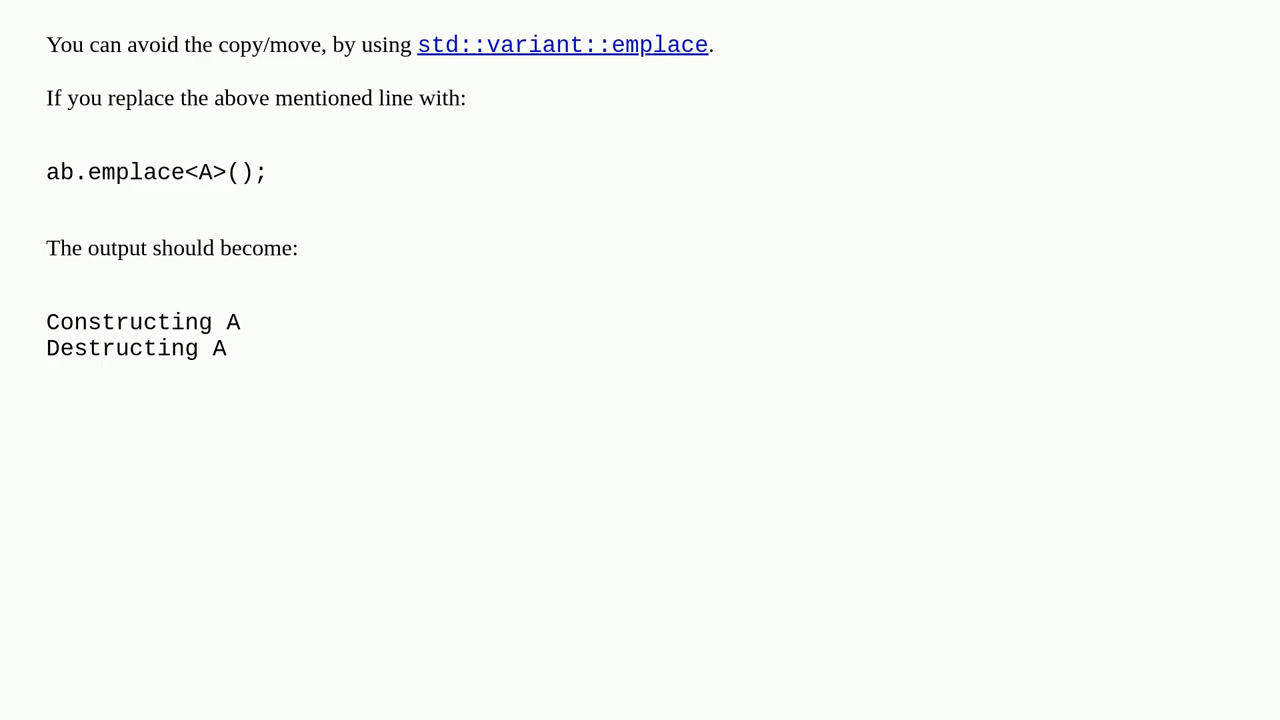 You can avoid the copy/move, by using std::variant::emplace.
If you replace the above mentioned line with:
ab.emplace<A>();
The output should become:
Constructing A
Destructing A